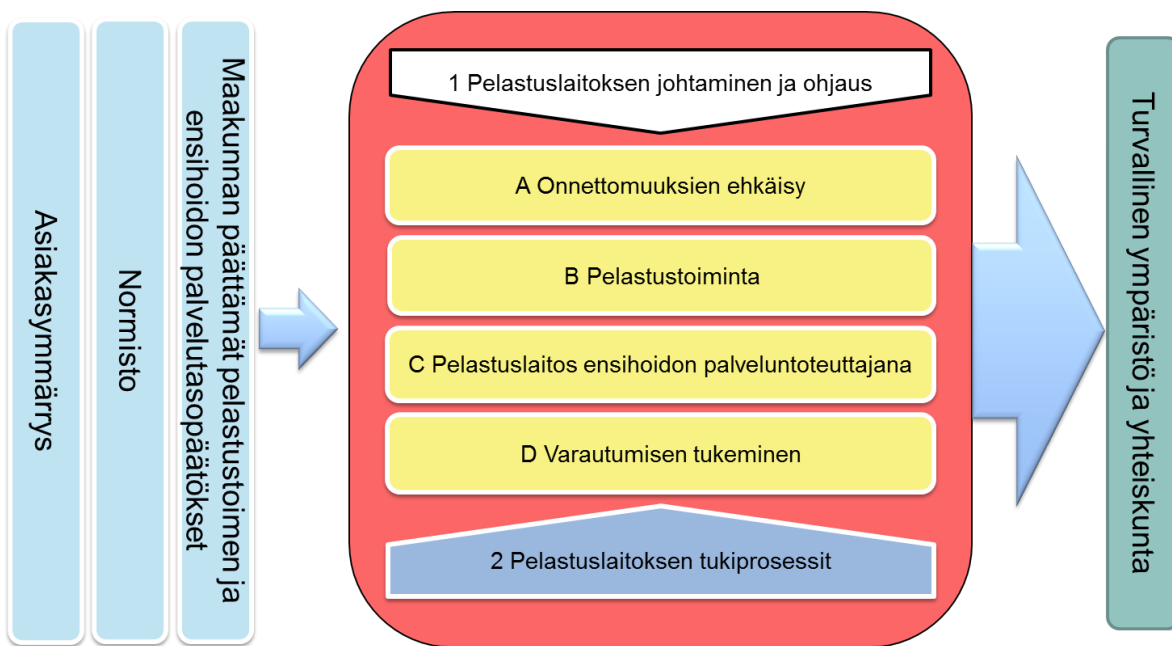 Asiakasymmärrys
Normisto
Maakunnan päättämät pelastustoimen ja
ensihoidon palvelutasopäätökset
1 Pelastuslaitoksen johtaminen ja ohjaus
A Onnettomuuksien ehkäisy
B Pelastustoiminta
C Pelastuslaitos ensihoidon palveluntoteuttajana
D Varautumisen tukeminen
2 Pelastuslaitoksen tukiprosessit
Turvallinen ympäristö ja yhteiskunta